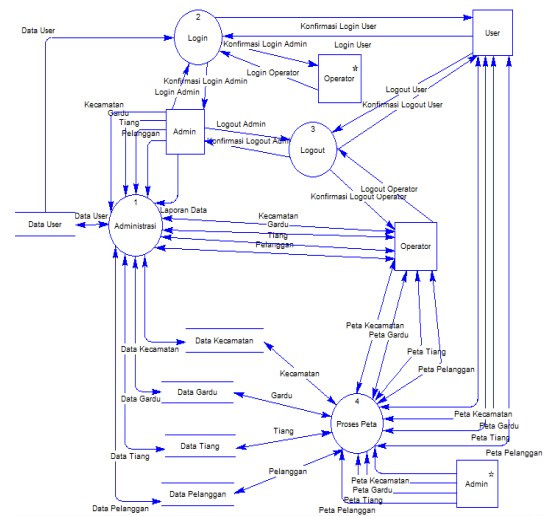 2
Login
Data User
Konfirmasi Login User
User
Konfirmasi Login Admin
Login User
Login Operator
Operator
Konfirmasi Login Admin
Login Admin
Kecamatan
Gardu
Tiang
Pelanggan
Admin
Logout Admin
Konfirmasi Logout Adm
3
Logout
Logout User
Konfirmasi Logout User
Logout Operator
Konfirmasi Logout Operator
Data User
Data User
1
Administrasi
Laporan Data
Kecamatan
Gardu
Tiang
Pelanggan
Operator
Peta Kecamatan
Peta Gardu
Peta Tiang
Peta Pelanggan
Data Kecamatan
Data Kecamatan
Kecamatan
Data Gardu
Data Gardu
Gardu
4
Proses Peta
Peta Kecamatan
Peta Gardu
Peta Tiang
Peta Pelanggan
Data Tiang
Data Tiang
Tiang
Pelanggan
Data Pelanggan
Data Pelanggan
Peta Kecamatan
Peta Gardu
Peta Tiang
Peta Pelanggan
Admin